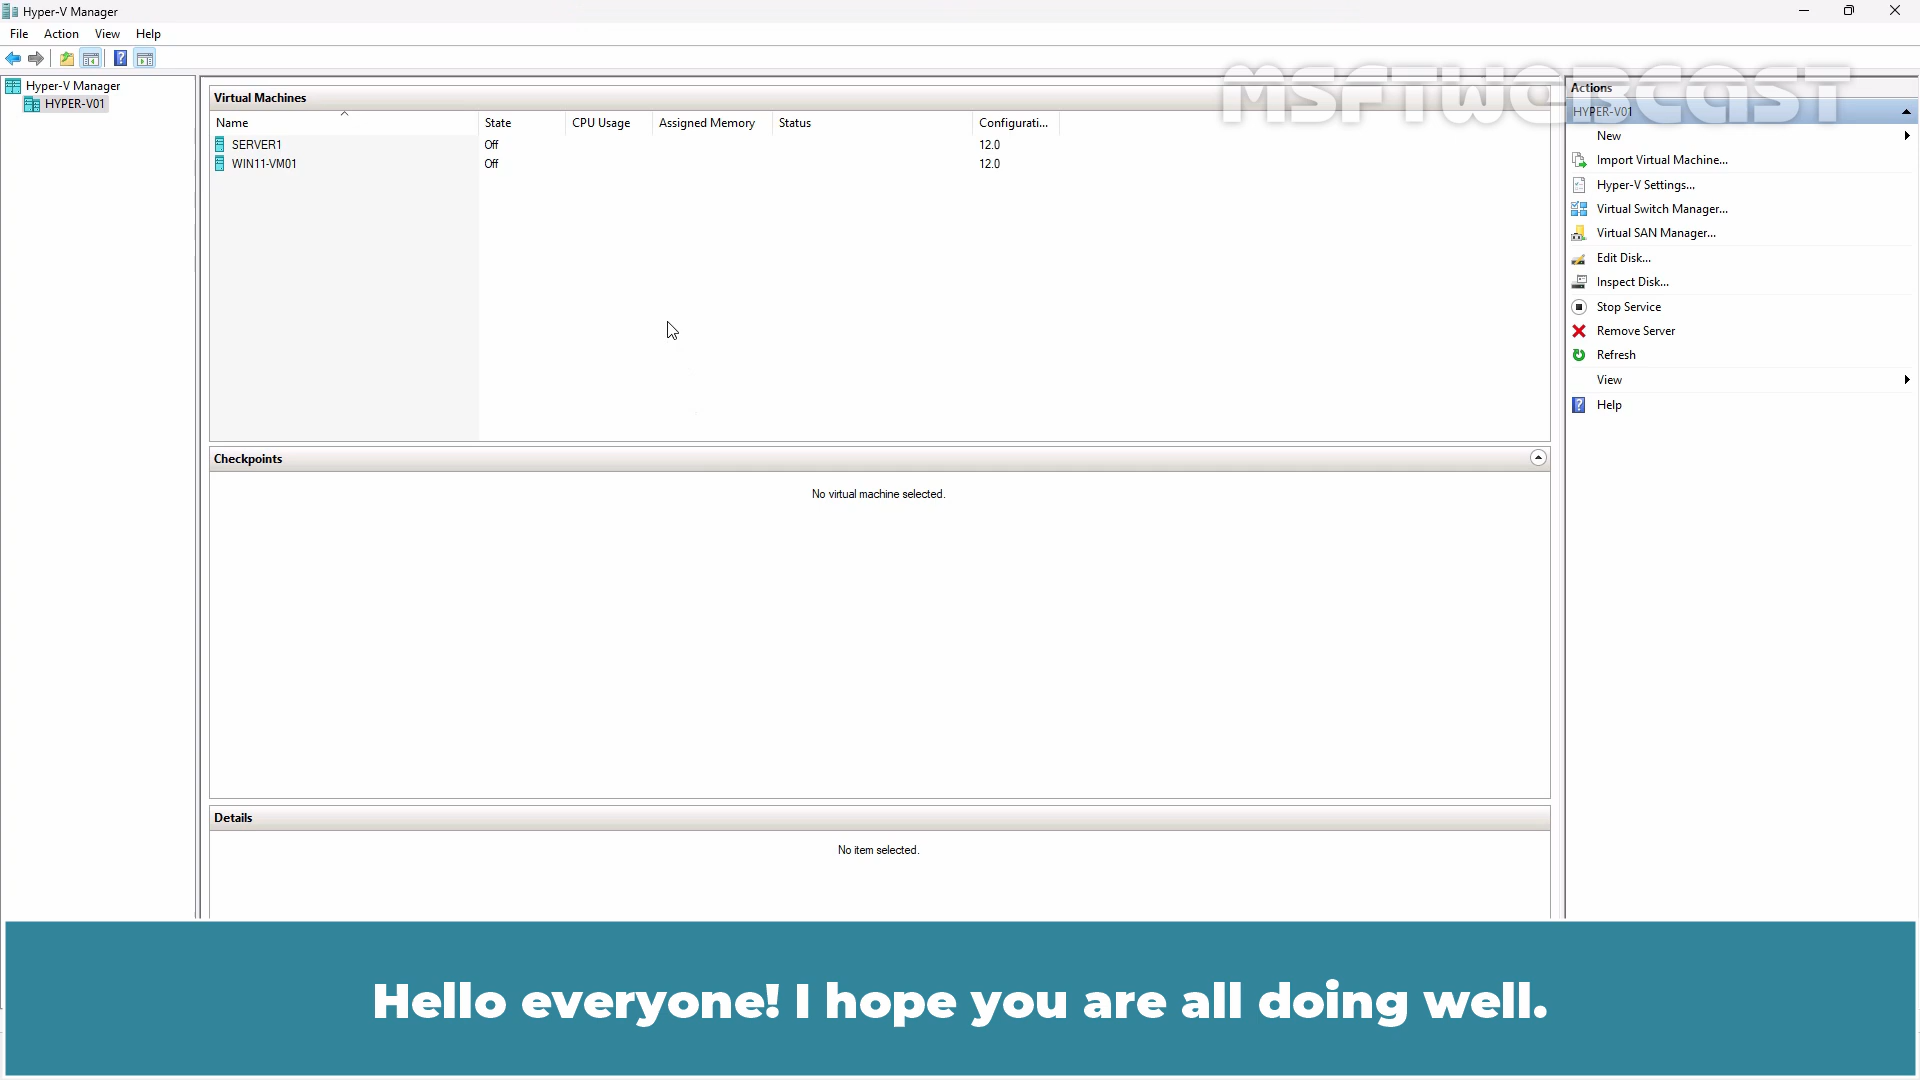 Hyper-V Manager
File Action View Help
Hyper-V Manager
HYPER-V01
Virtual Machines
Name State CPU Usage Assigned Memory Status Configurati...
SERVER1 Off 12.0
WIN11-VM01 Off 12.0
Checkpoints
No virtual machine selected.
Details
No item selected.
MSFTWEBCAST
Actions
HYPER-V01
New
Import Virtual Machine...
Hyper-V Settings...
Virtual Switch Manager...
Virtual SAN Manager...
Edit Disk...
Inspect Disk...
Stop Service
Remove Server
Refresh
View
Help
Hello everyone! I hope you are all doing well.